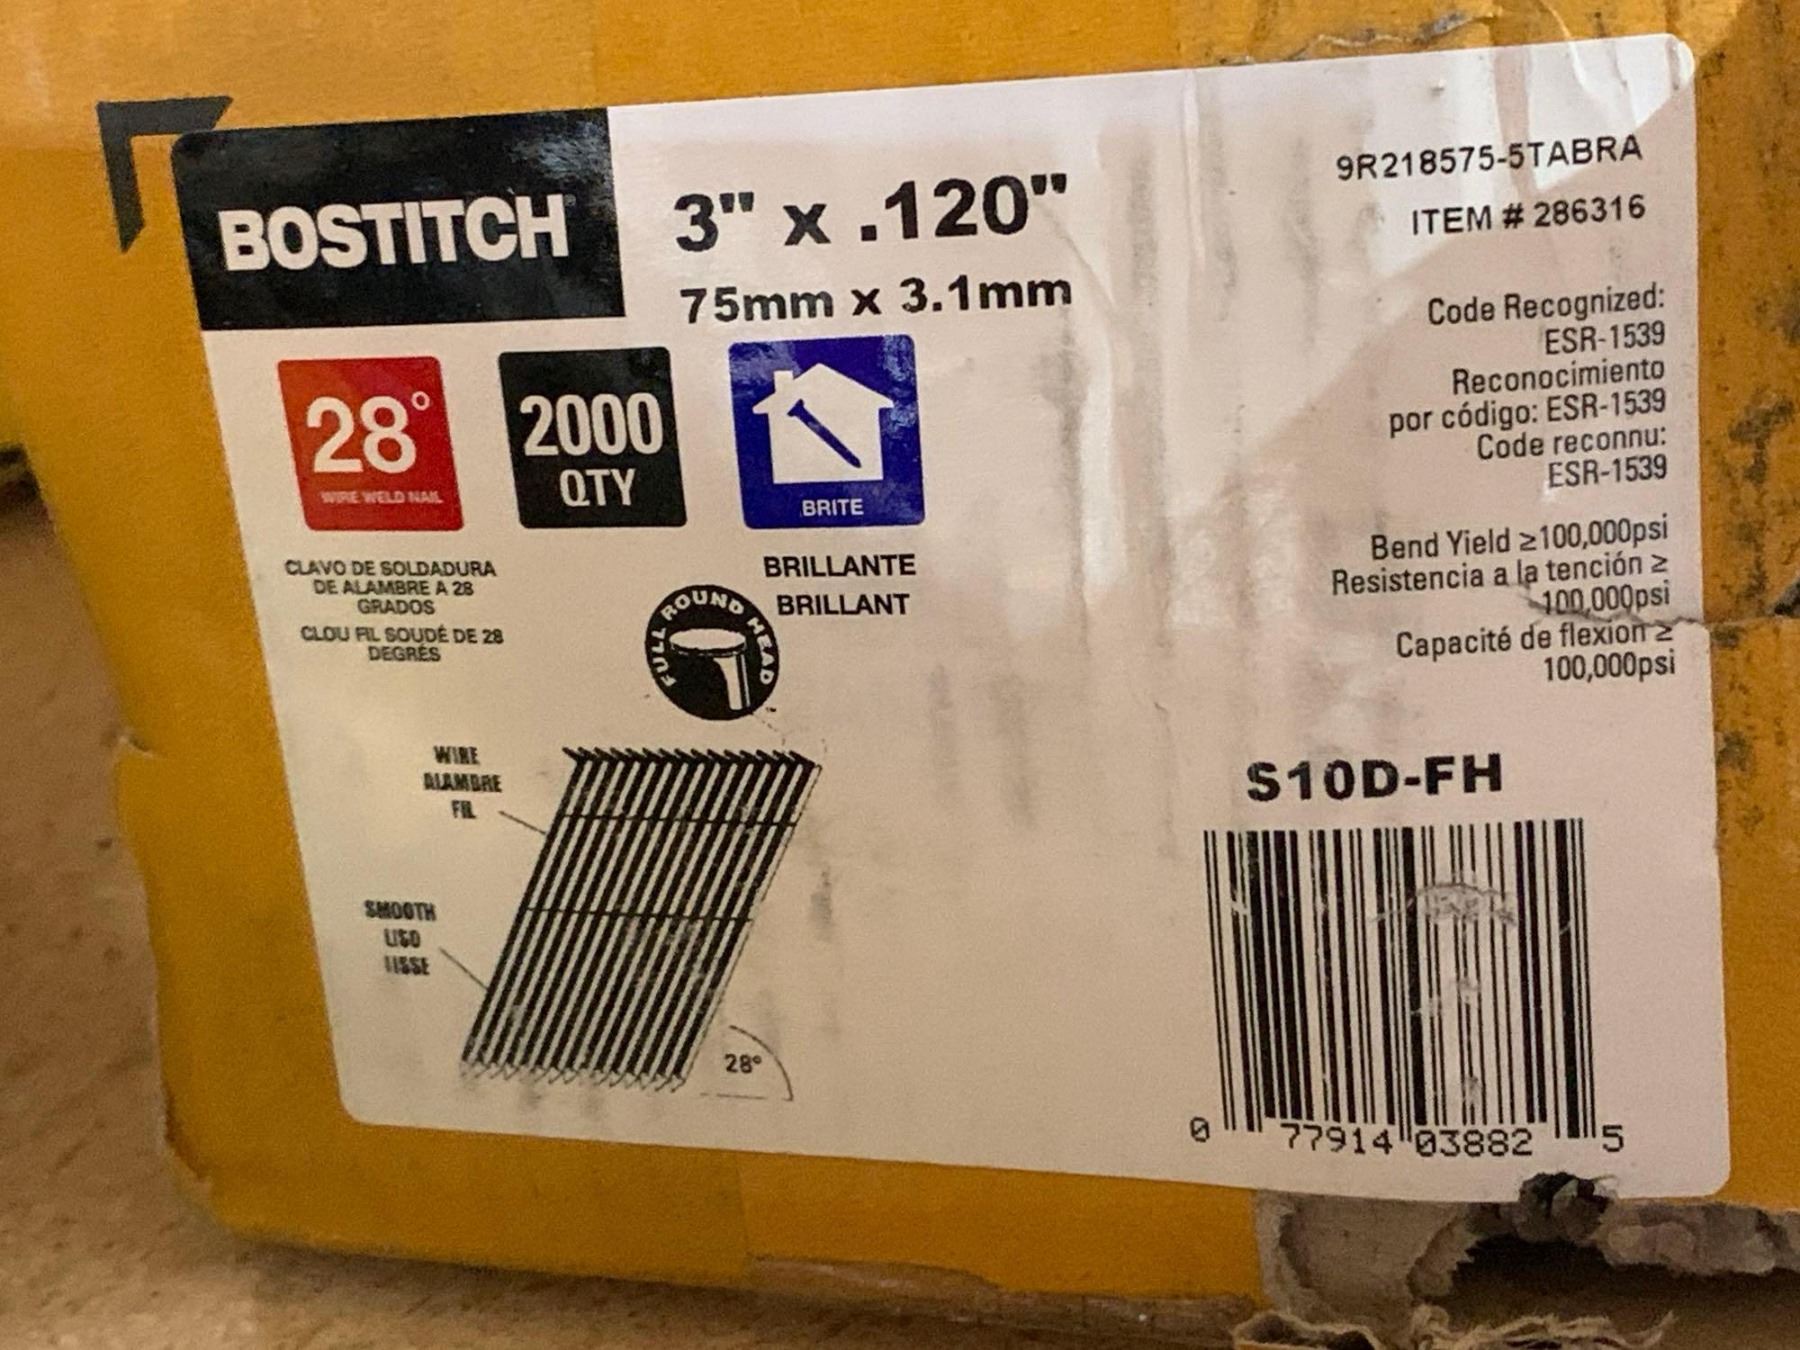 BOSTITCH
3" x .120"
75mm x 3.1mm
9R218575-5TABRA
ITEM # 286316
Code Recognized:
ESR-1539
Reconocimiento
por código: ESR-1539
Code reconnu:
ESR-1539
28°
WIRE WELD NAIL
2000
QTY
BRITE
CLAVO DE SOLDADURA
DE ALAMBRE A 28
GRADOS
CLOU FIL SOUDÉ DE 28
DEGRÉS
BRILLANTE
BRILLANT
FULL ROUND HEAD
™
Bend Yield ≥100,000psi
Resistencia a la tención ≥
100,000psi
Capacité de flexion ≥
100,000psi
WIRE
ALAMBRE
FIL
SMOOTH
LISO
LISSE
28°
S10D-FH
0 77914 03882 5